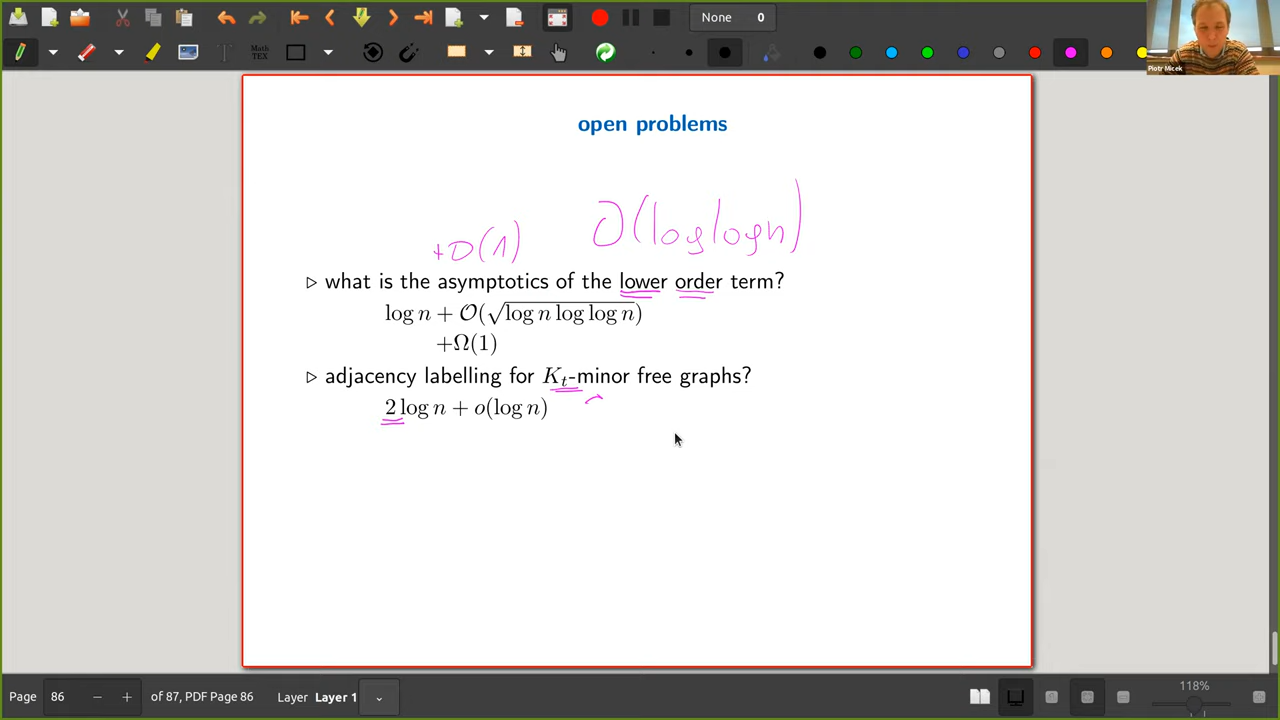 None 0
Math
TEX
Piotr Micek
open problems
+O(1) O(log log n)
▷ what is the asymptotics of the lower order term?
log n + O(√log n log log n)
+Ω(1)
▷ adjacency labelling for K_t-minor free graphs?
2 log n + o(log n)
118%
Page 86 of 87, PDF Page 86 Layer Layer 1